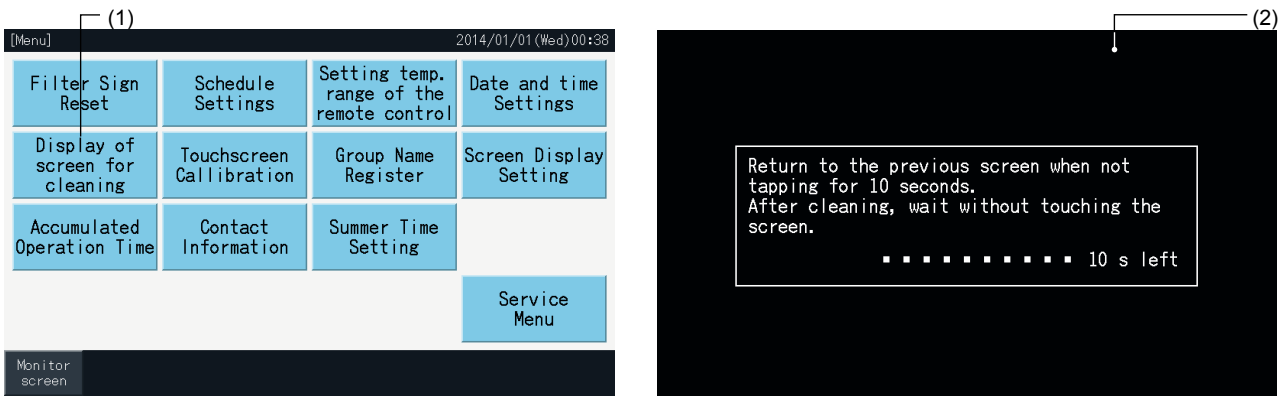 (1)
[Menu] 2014/01/01(Wed)00:38
Filter Sign
Reset
Schedule
Settings
Setting temp.
range of the
remote control
Date and time
Settings
Display of
screen for
cleaning
Touchscreen
Callibration
Group Name
Register
Screen Display
Setting
Accumulated
Operation Time
Contact
Information
Summer Time
Setting
Service
Menu
Monitor
screen
(2)
Return to the previous screen when not
tapping for 10 seconds.
After cleaning, wait without touching the
screen.
10 s left